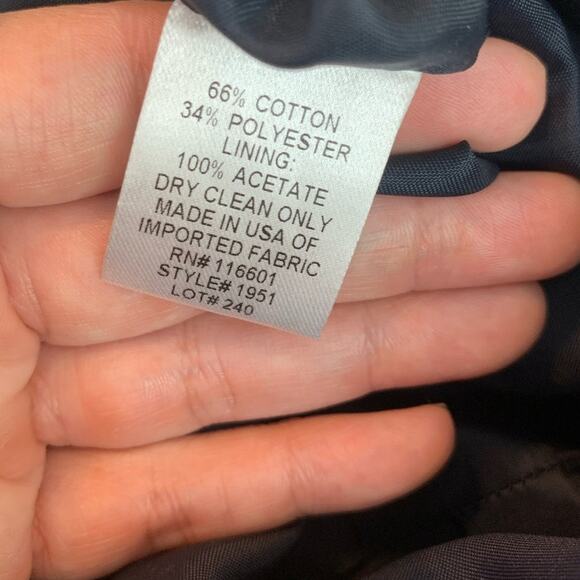 66% COTTON
34% POLYESTER
LINING:
100% ACETATE
DRY CLEAN ONLY
MADE IN USA OF
IMPORTED FABRIC
RN# 116601
STYLE# 1951
LOT# 240